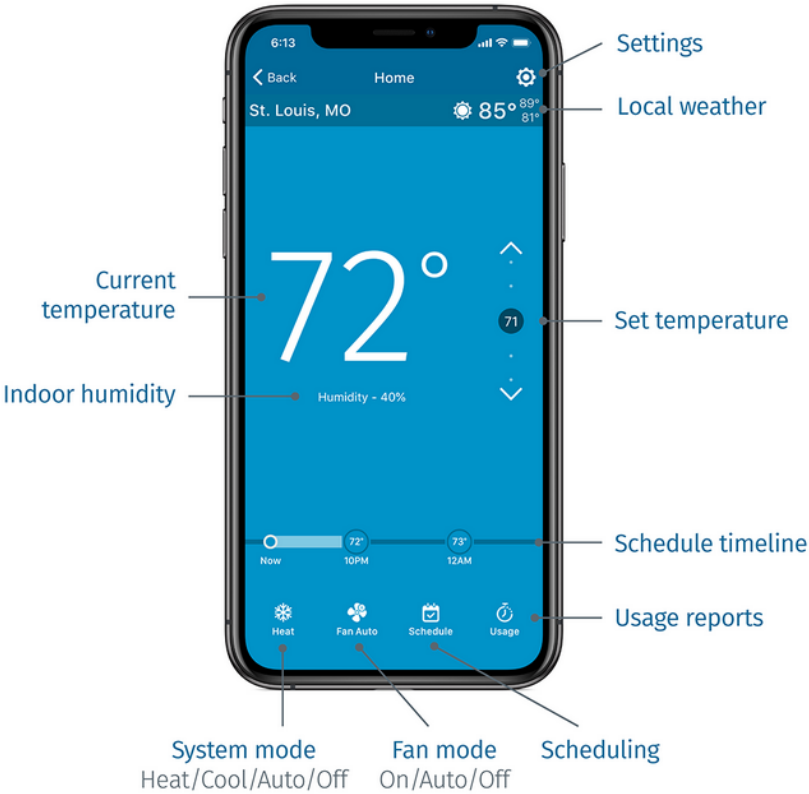 6:13
Back
Home
Settings
St. Louis, MO
85°
89°
81°
Local weather
72°
Current
temperature
71
Set temperature
Indoor humidity
Humidity - 40%
72°
73°
Schedule timeline
Now
10PM
12AM
Heat
Fan Auto
Schedule
Usage
Usage reports
System mode
Heat/Cool/Auto/Off
Fan mode
On/Auto/Off
Scheduling